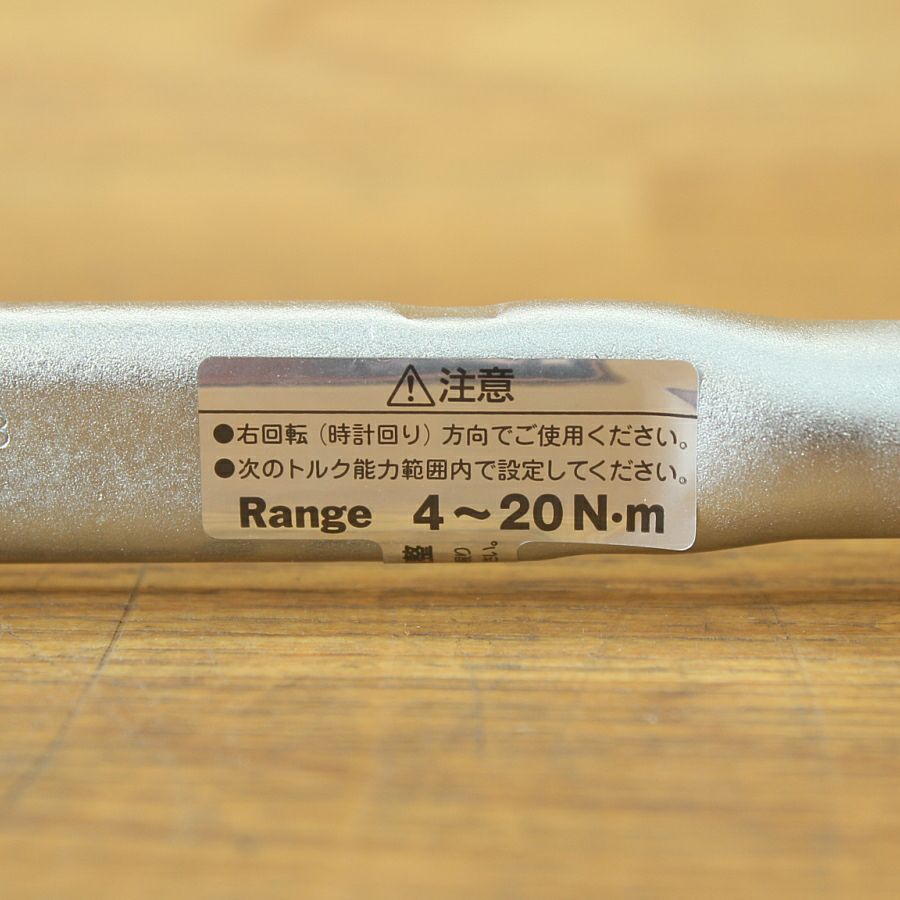 ⚠注意
●右回転（時計回り）方向でご使用ください。
●次のトルク能力範囲内で設定してください。
Range 4～20N·m